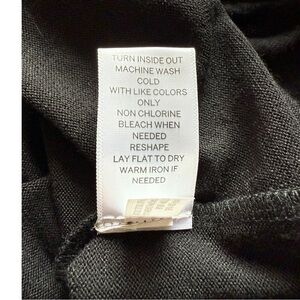 TURN INSIDE OUT
MACHINE WASH
COLD
WITH LIKE COLORS
ONLY
NON CHLORINE
BLEACH WHEN
NEEDED
RESHAPE
LAY FLAT TO DRY
WARM IRON IF
NEEDED